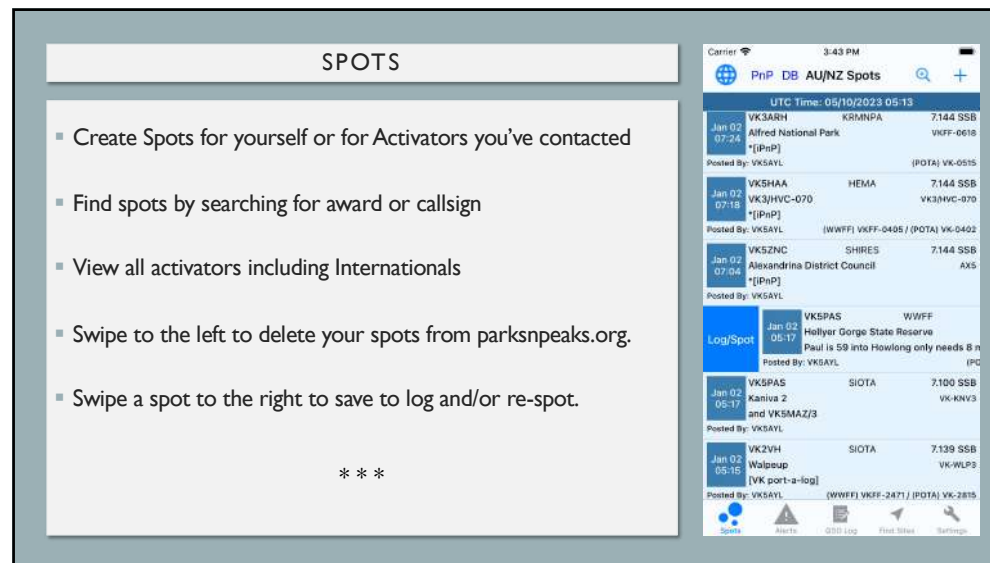 SPOTS
▪ Create Spots for yourself or for Activators you've contacted
▪ Find spots by searching for award or callsign
▪ View all activators including Internationals
▪ Swipe to the left to delete your spots from parksnpeaks.org.
▪ Swipe a spot to the right to save to log and/or re-spot.
* * *
Carrier 3:43 PM
PnP DB AU/NZ Spots +
UTC Time: 05/10/2023 05:13
VK3ARH KRMNPA 7.144 SSB
Jan 02 07:24 Alfred National Park VKFF-0618
*[iPnP]
Posted By: VK5AYL (POTA) VK-0515
VK5HAA HEMA 7.144 SSB
Jan 02 07:18 VK3/HVC-070 VK3/HVC-070
*[iPnP]
Posted By: VK5AYL (WWFF) VKFF-0405 / (POTA) VK-0402
VK5ZNC SHIRES 7.144 SSB
Jan 02 07:04 Alexandrina District Council AX5
*[iPnP]
Posted By: VK5AYL
VK5PAS WWFF
Log/Spot Jan 02 05:17 Hellyer Gorge State Reserve
Paul is 59 into Howlong only needs 8 m
Posted By: VK5AYL (PO
VK5PAS SIOTA 7.100 SSB
Jan 02 05:17 Kaniva 2 VK-KNV3
and VK5MAZ/3
Posted By: VK5AYL
VK2VH SIOTA 7.139 SSB
Jan 02 05:15 Walpeup VK-WLP3
[VK port-a-log]
Posted By: VK5AYL (WWFF) VKFF-2471 / (POTA) VK-2815
Spots Alerts QSO Log Find Sites Settings